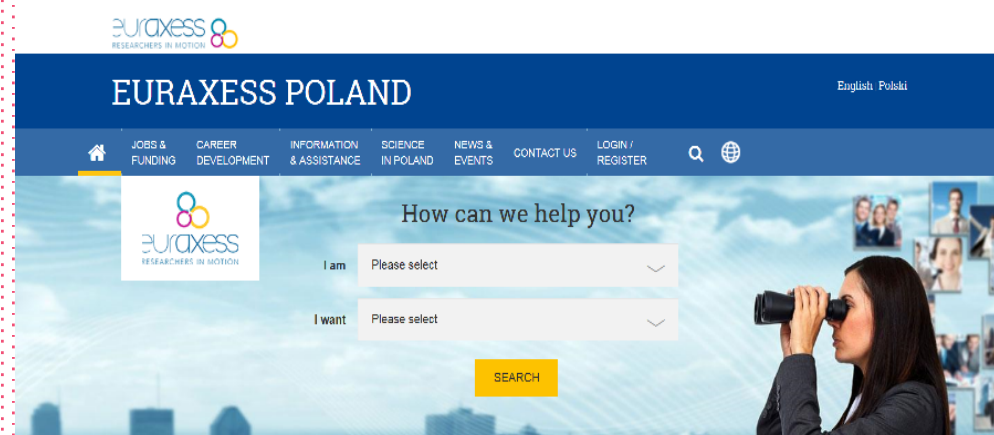 euraxess
RESEARCHERS IN MOTION
EURAXESS POLAND
English Polski
JOBS &
FUNDING
CAREER
DEVELOPMENT
INFORMATION
& ASSISTANCE
SCIENCE
IN POLAND
NEWS &
EVENTS
CONTACT US
LOGIN /
REGISTER
euraxess
RESEARCHERS IN MOTION
How can we help you?
I am Please select
I want Please select
SEARCH